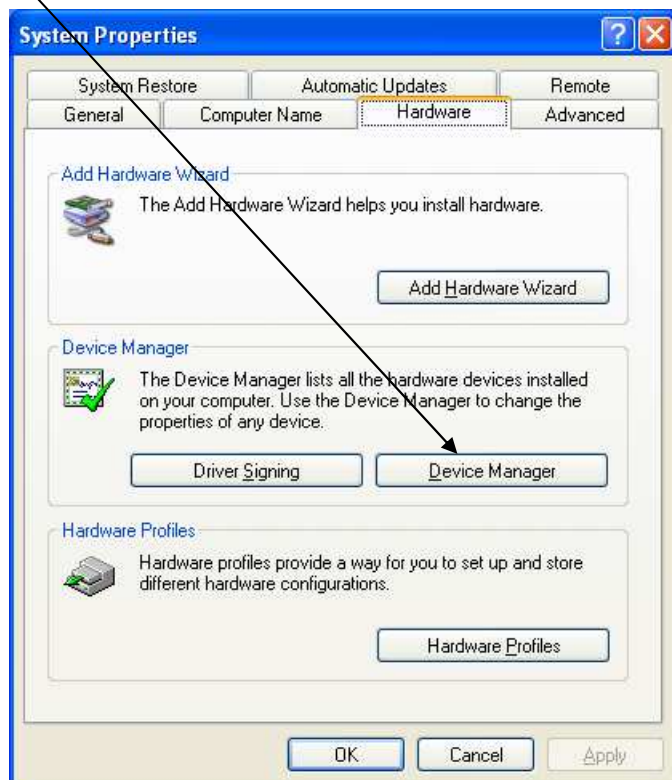 System Properties
System Restore Automatic Updates Remote
General Computer Name Hardware Advanced
Add Hardware Wizard
The Add Hardware Wizard helps you install hardware.
Add Hardware Wizard
Device Manager
The Device Manager lists all the hardware devices installed
on your computer. Use the Device Manager to change the
properties of any device.
Driver Signing Device Manager
Hardware Profiles
Hardware profiles provide a way for you to set up and store
different hardware configurations.
Hardware Profiles
OK Cancel Apply